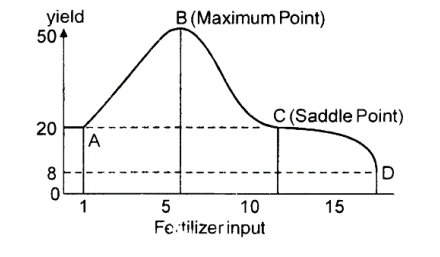 yield
B (Maximum Point)
50
C (Saddle Point)
20
A
8
D
0
1 5 10 15
input